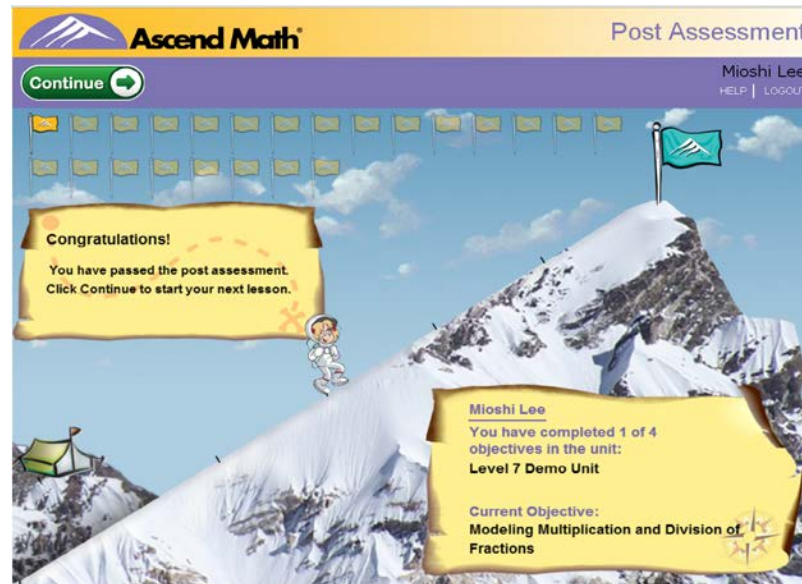 Ascend Math®
Post Assessment
Continue
Mioshi Lee
HELP | LOGOUT
Congratulations!
You have passed the post assessment.
Click Continue to start your next lesson.
Mioshi Lee
You have completed 1 of 4
objectives in the unit:
Level 7 Demo Unit
Current Objective:
Modeling Multiplication and Division of
Fractions